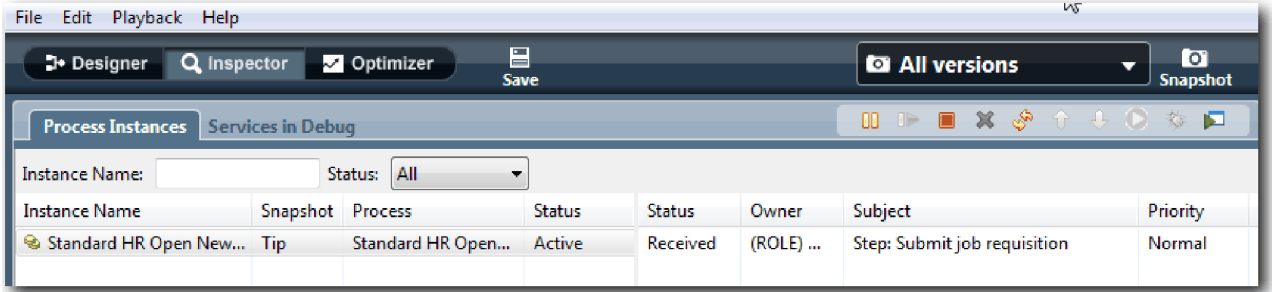 File Edit Playback Help
Designer Inspector Optimizer Save All versions Snapshot
Process Instances Services in Debug
Instance Name: Status: All
Instance Name Snapshot Process Status Status Owner Subject Priority
Standard HR Open New... Tip Standard HR Open... Active Received (ROLE) ... Step: Submit job requisition Normal